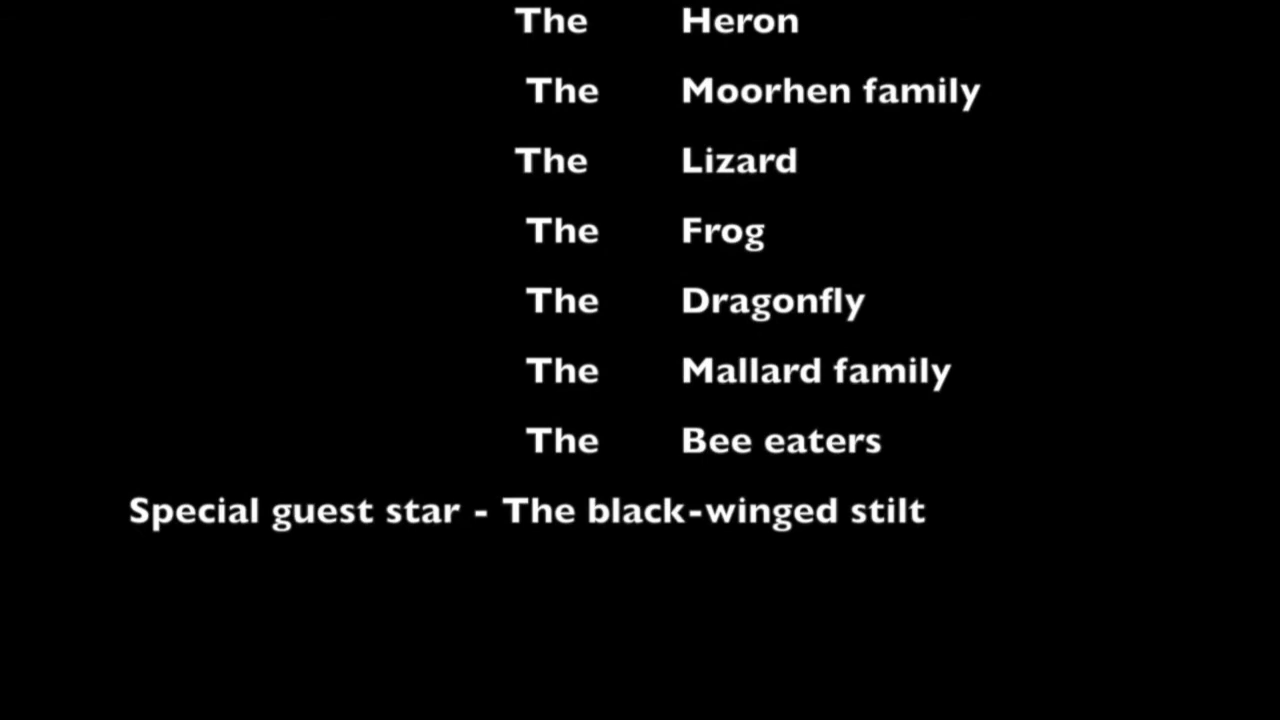 The Heron
The Moorhen family
The Lizard
The Frog
The Dragonfly
The Mallard family
The Bee eaters
Special guest star - The black-winged stilt